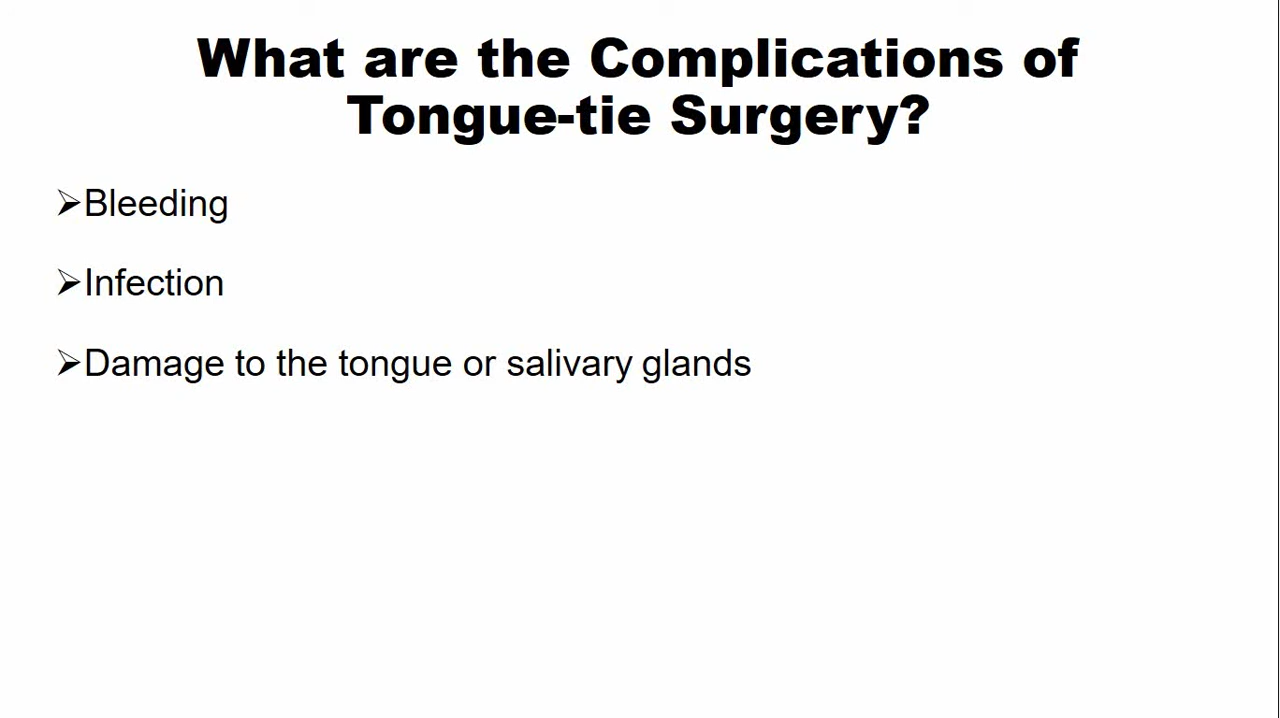 What are the Complications of
Tongue-tie Surgery?
➢Bleeding
➢Infection
➢Damage to the tongue or salivary glands